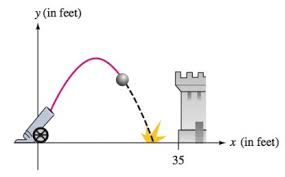 y (in feet)
x (in feet)
35